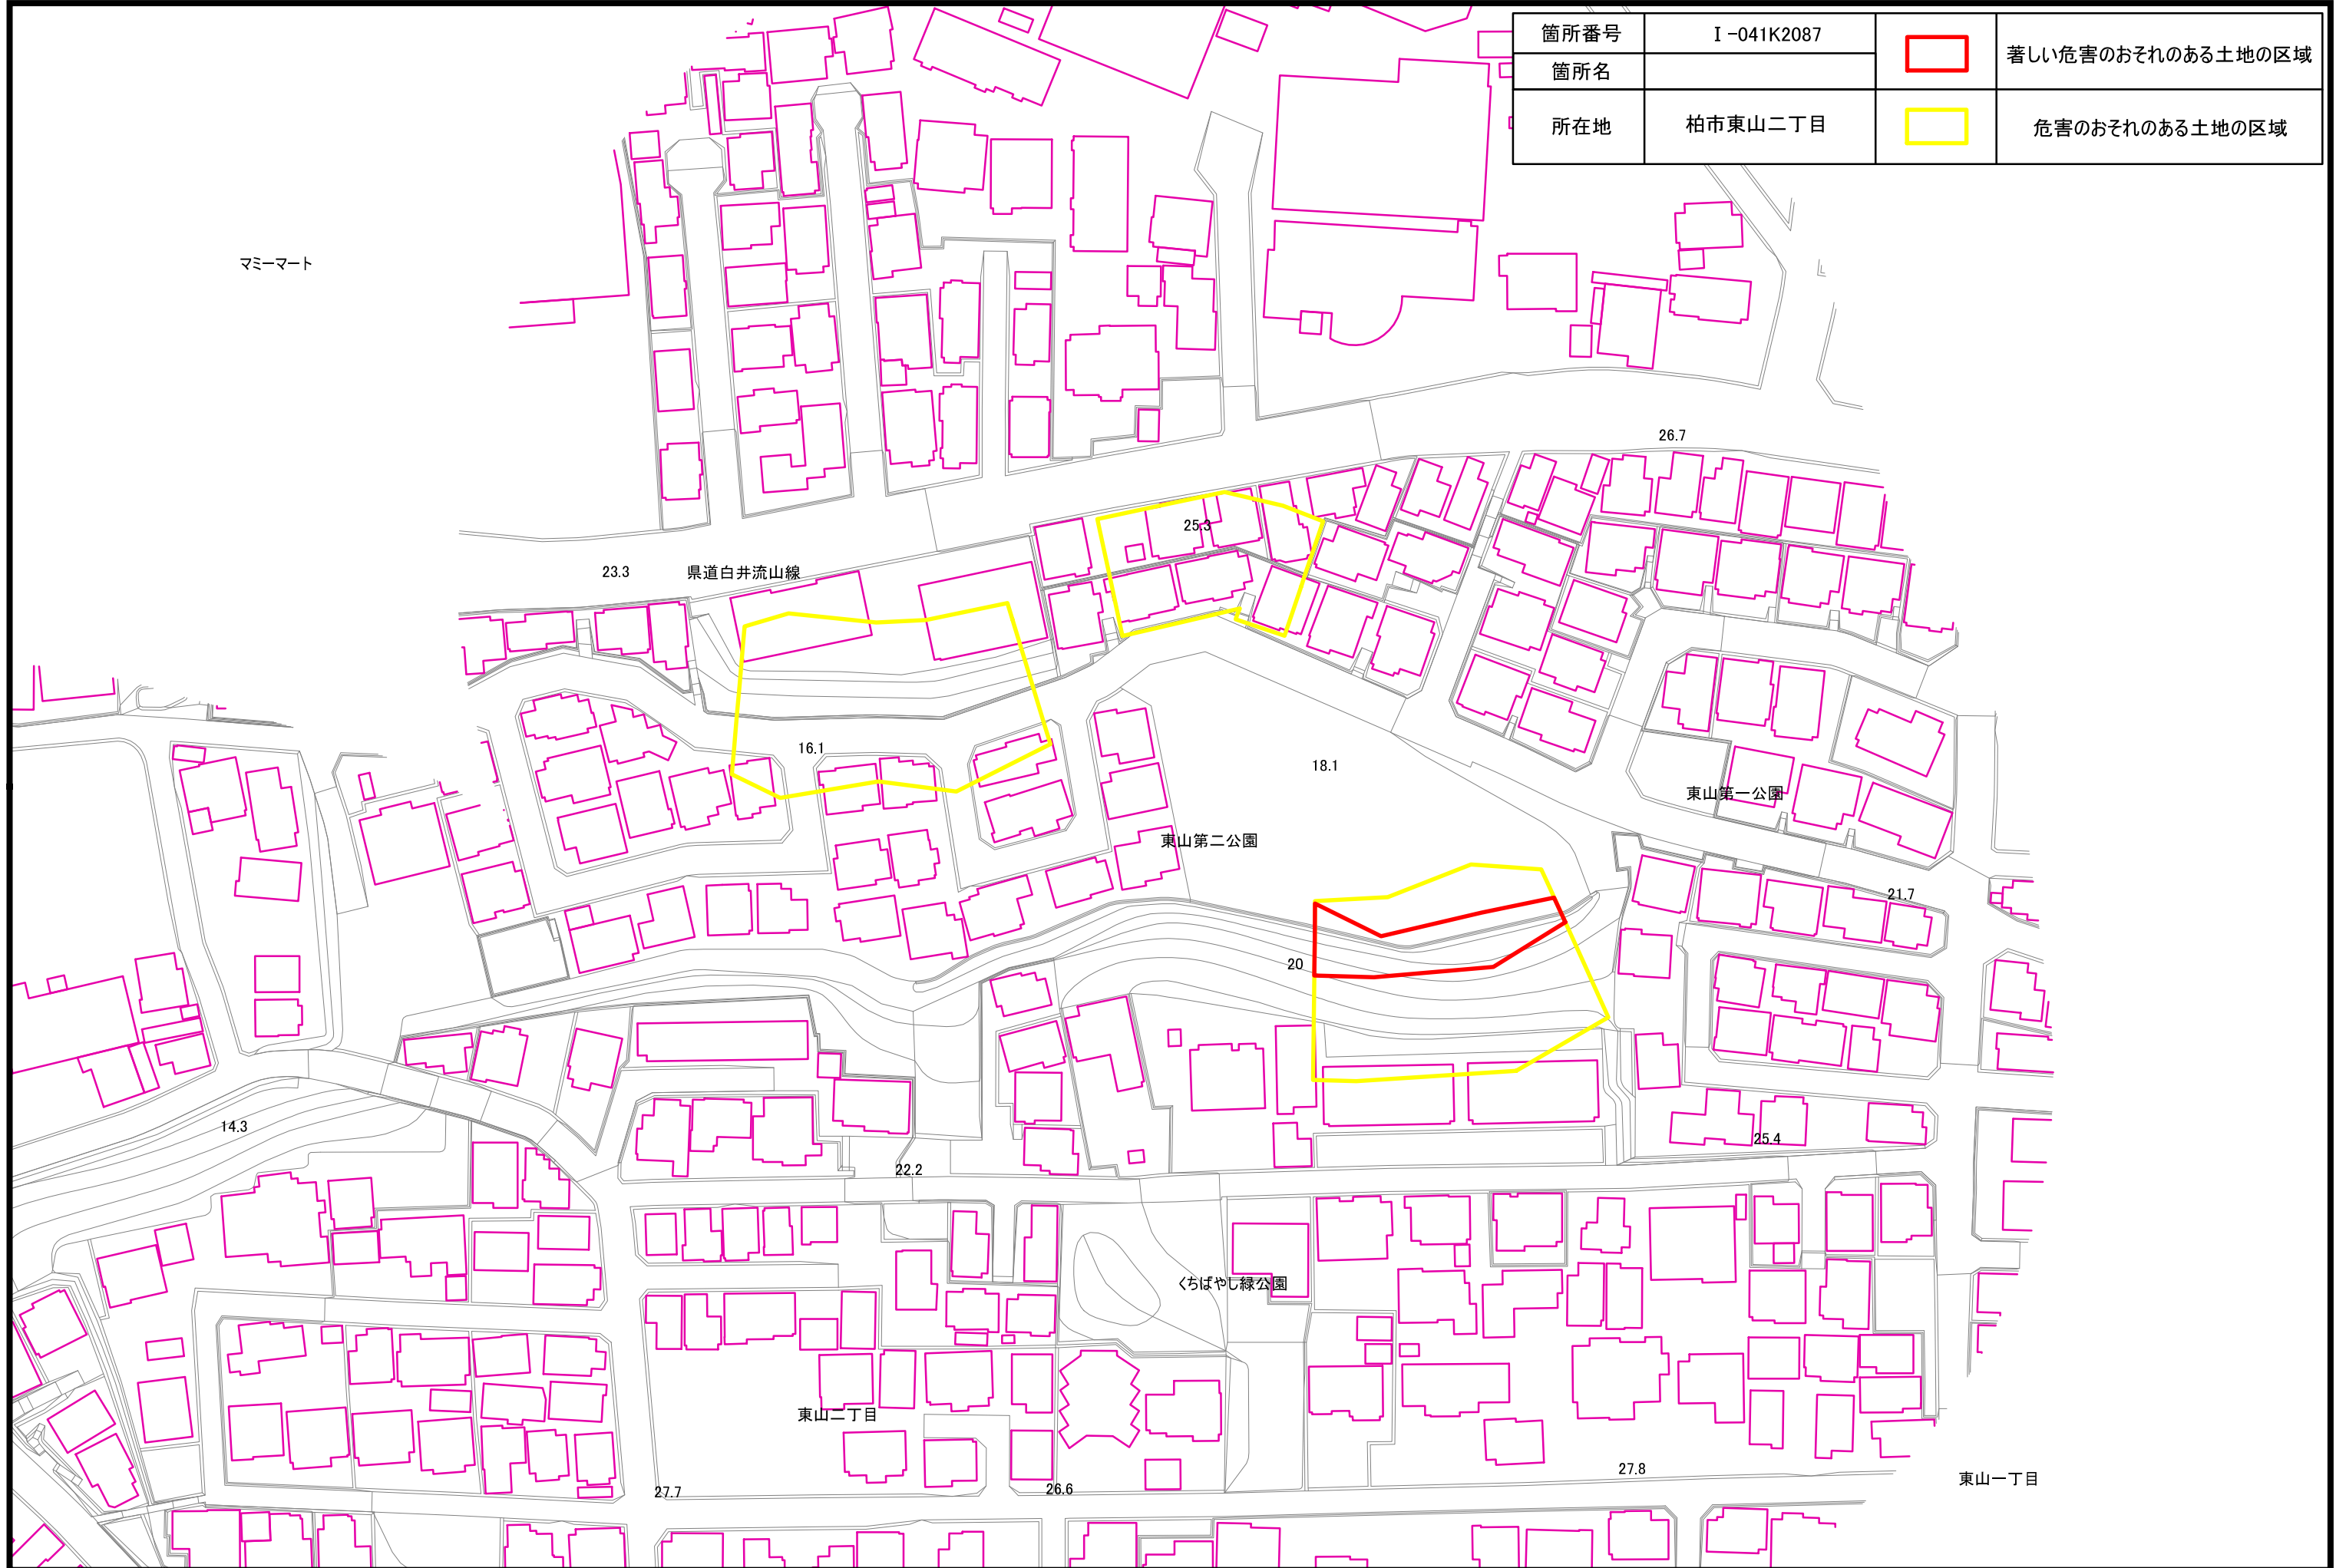 箇所番号 Ⅰ-041K2087 著しい危害のおそれのある土地の区域
箇所名
所在地 柏市東山二丁目 危害のおそれのある土地の区域
マミーマート
26.7
25.3
23.3 県道白井流山線
16.1
18.1
東山第一公園
東山第二公園
21.7
20
14.3
25.4
22.2
くちばやし緑公園
東山二丁目
27.8
東山一丁目
27.7
26.6